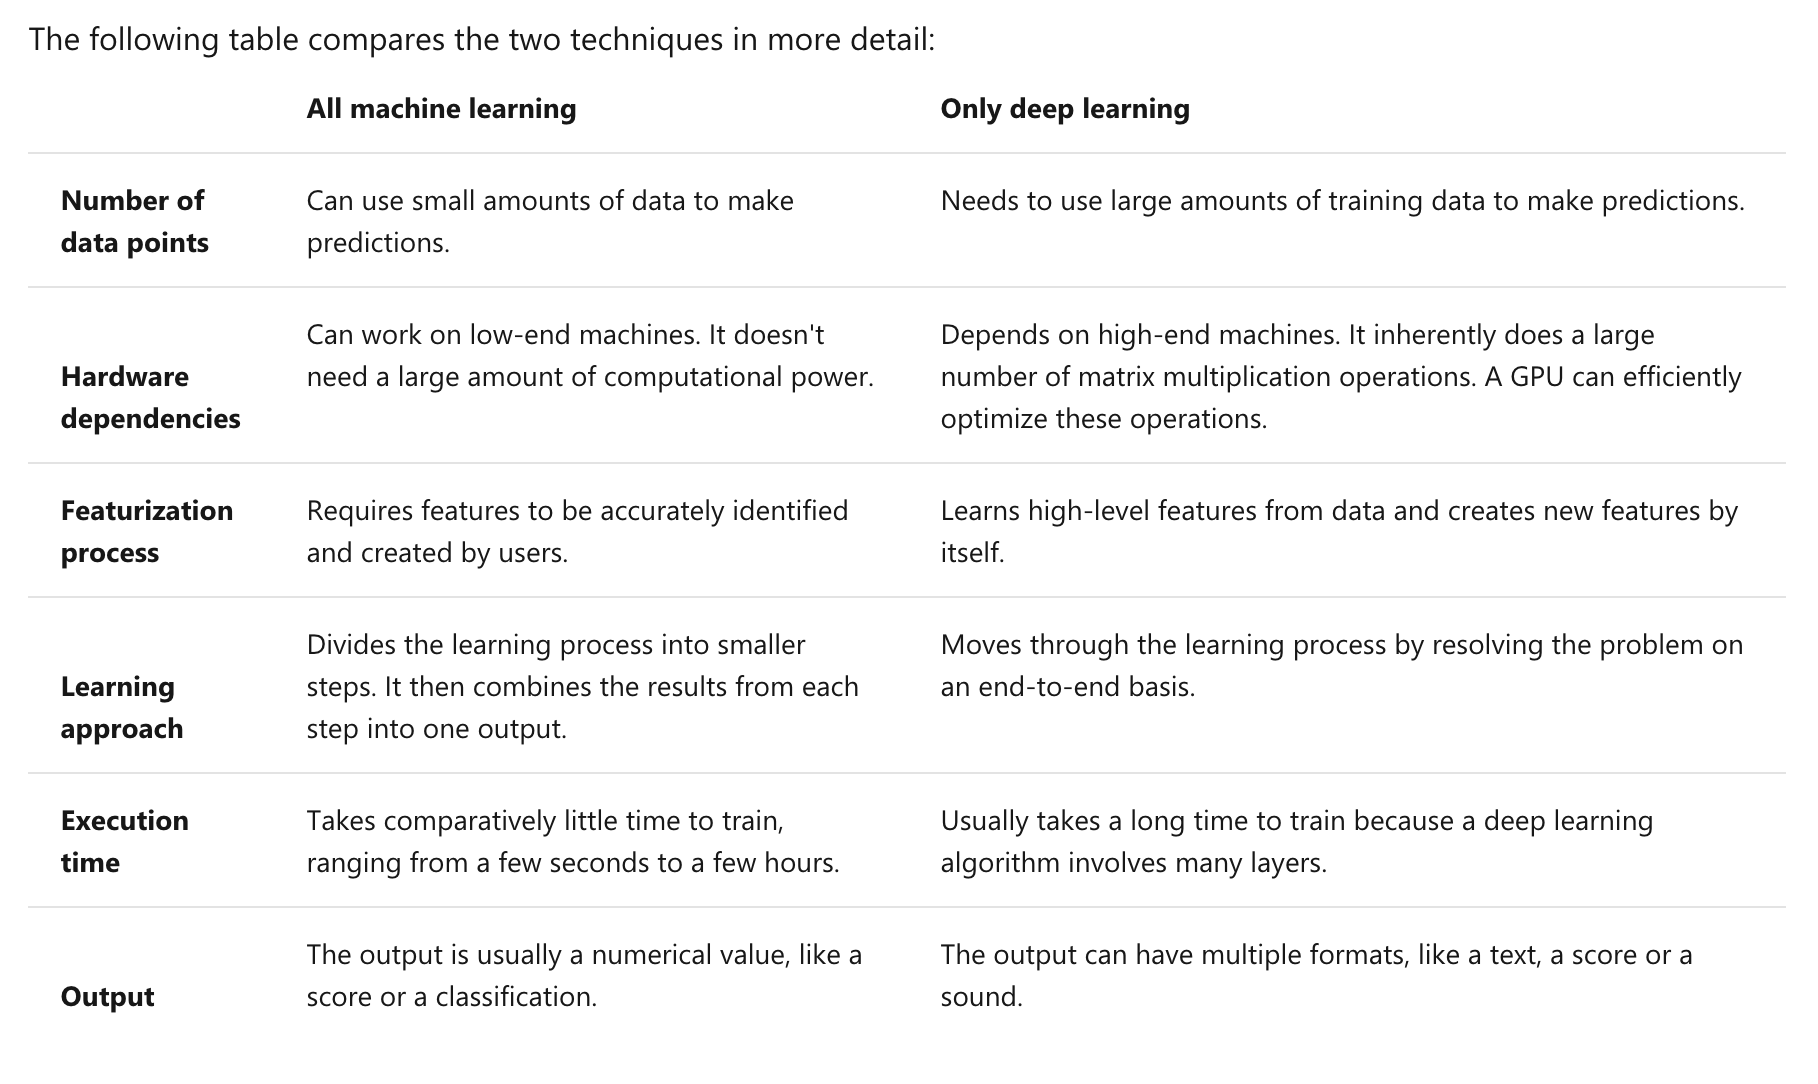 The following table compares the two techniques in more detail:
All machine learning
Only deep learning
Number of
data points
Can use small amounts of data to make
predictions.
Needs to use large amounts of training data to make predictions.
Hardware
dependencies
Can work on low-end machines. It doesn't
need a large amount of computational power.
Depends on high-end machines. It inherently does a large
number of matrix multiplication operations. A GPU can efficiently
optimize these operations.
Featurization
process
Requires features to be accurately identified
and created by users.
Learns high-level features from data and creates new features by
itself.
Learning
approach
Divides the learning process into smaller
steps. It then combines the results from each
step into one output.
Moves through the learning process by resolving the problem on
an end-to-end basis.
Execution
time
Takes comparatively little time to train,
ranging from a few seconds to a few hours.
Usually takes a long time to train because a deep learning
algorithm involves many layers.
Output
The output is usually a numerical value, like a
score or a classification.
The output can have multiple formats, like a text, a score or a
sound.